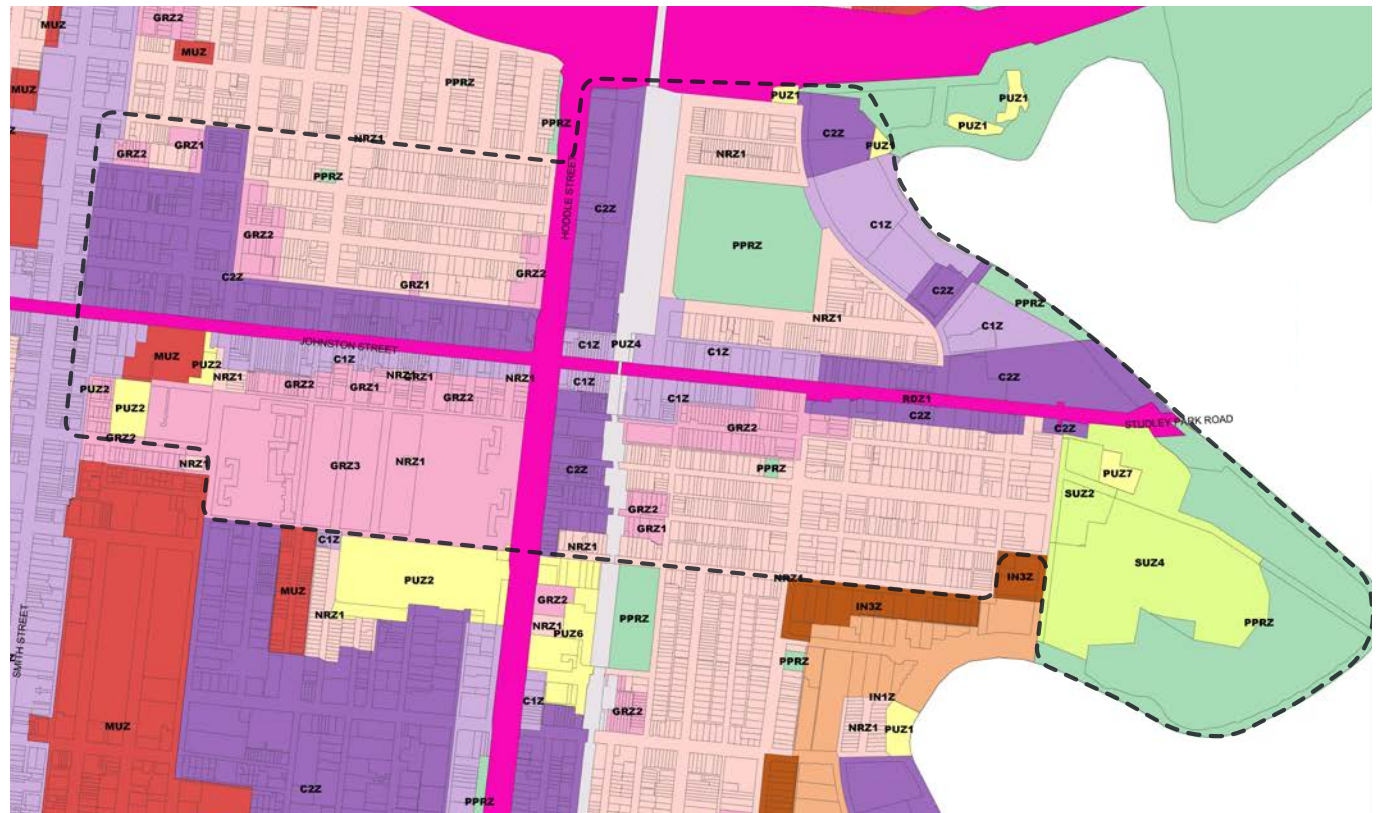 GRZ2
MUZ
MUZ
PPRZ
PUZ1
PUZ1
PUZ1
PPRZ
NRZ1
C2Z
PUZ1
GRZ1
GRZ2
NRZ1
PPRZ
HODDLE STREET
C2Z
C1Z
PPRZ
GRZ2
GRZ2
C2Z
GRZ1
C2Z
PPRZ
NRZ1
C1Z
JOHNSTON STREET
C1Z
PUZ4
C1Z
C1Z
MUZ
PUZ2
NRZ1
GRZ2
GRZ1
NRZ1
GRZ1
GRZ2
NRZ1
C1Z
C1Z
C2Z
RDZ1
C2Z
C2Z
STUDLEY PARK ROAD
PUZ2
PUZ2
GRZ2
NRZ1
GRZ3
NRZ1
C2Z
GRZ2
PPRZ
PUZ7
SUZ2
GRZ2
GRZ1
C1Z
NRZ1
SUZ4
PUZ2
MUZ
NRZ1
NRZ1
IN3Z
IN3Z
GRZ2
NRZ1
PUZ6
PPRZ
PPRZ
PPRZ
SMITH STREET
C1Z
GRZ2
IN1Z
NRZ1
PUZ1
MUZ
C2Z
PPRZ